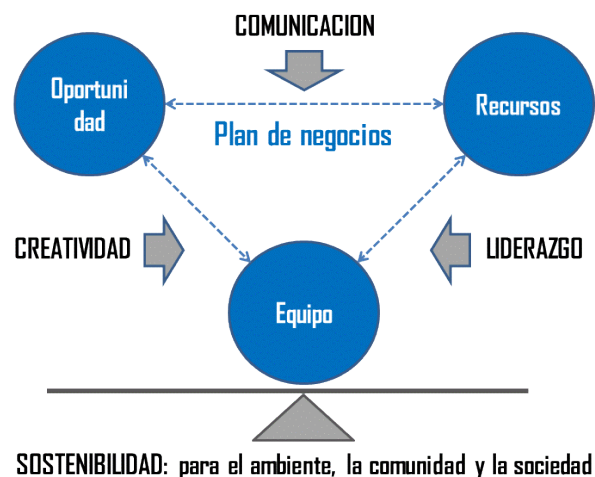 COMUNICACION
Oportuni
dad
Recursos
Plan de negocios
CREATIVIDAD
LIDERAZGO
Equipo
SOSTENIBILIDAD: para el ambiente, la comunidad y la sociedad